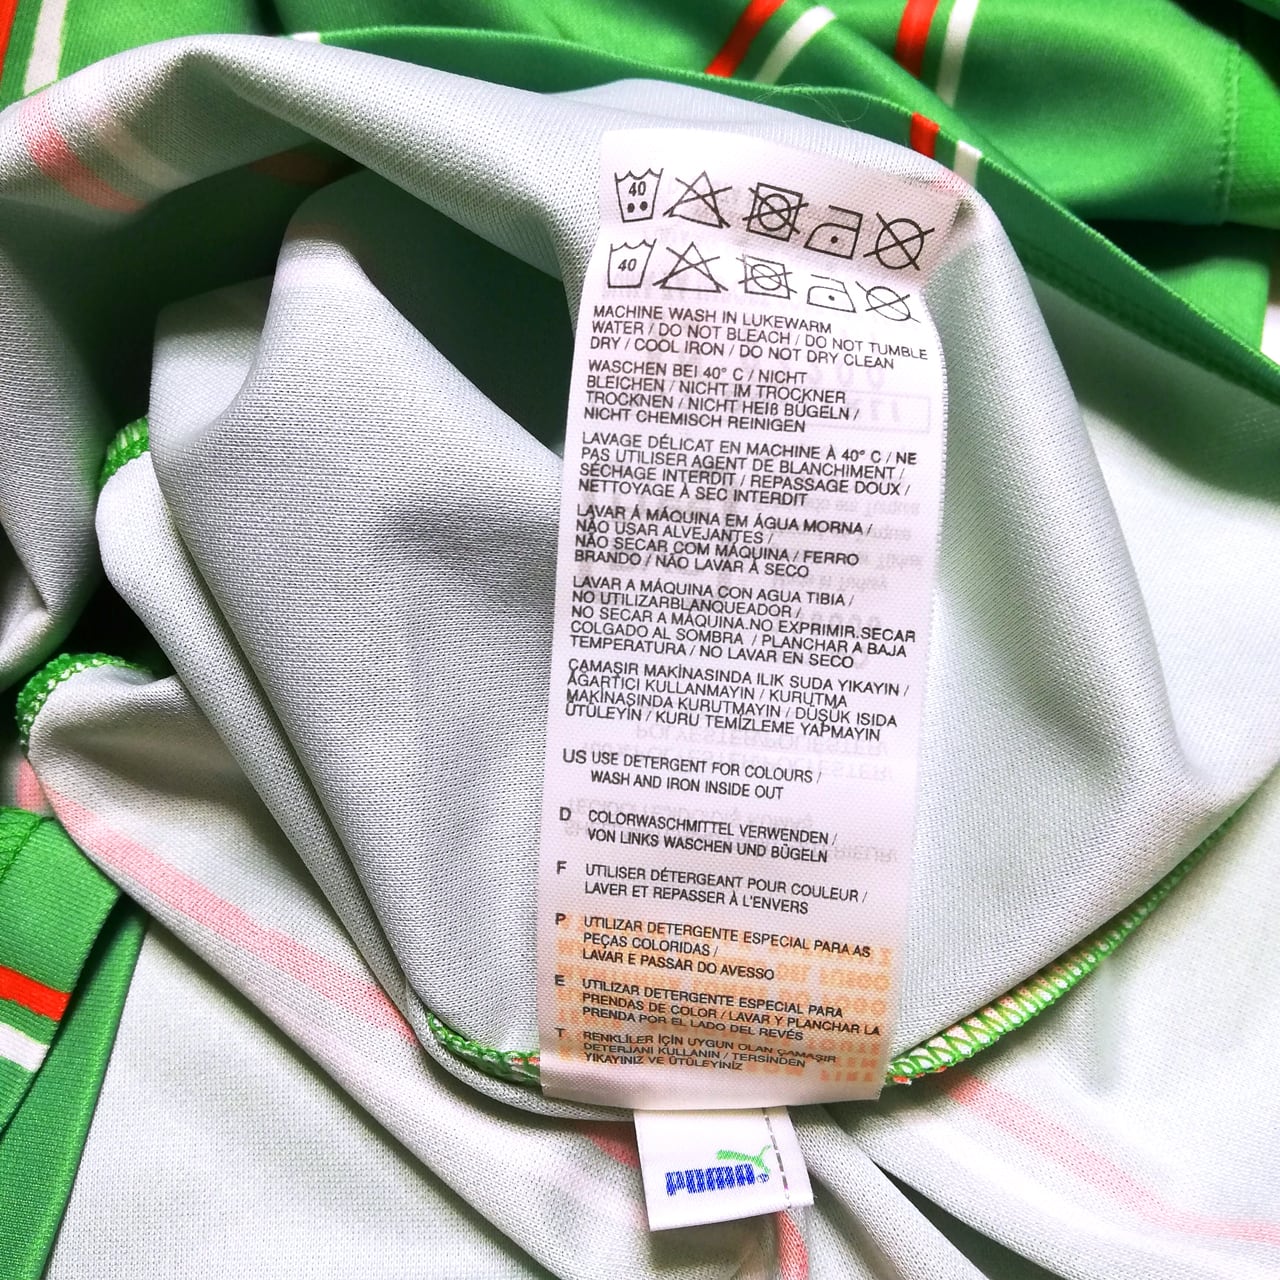 40
40
MACHINE WASH IN LUKEWARM
WATER / DO NOT BLEACH / DO NOT TUMBLE
DRY / COOL IRON / DO NOT DRY CLEAN
WASCHEN BEI 40° C / NICHT
BLEICHEN / NICHT IM TROCKNER
TROCKNEN / NICHT HEIß BÜGELN /
NICHT CHEMISCH REINIGEN
LAVAGE DÉLICAT EN MACHINE À 40° C / NE
PAS UTILISER AGENT DE BLANCHIMENT /
SÉCHAGE INTERDIT / REPASSAGE DOUX /
NETTOYAGE À SEC INTERDIT
LAVAR À MÁQUINA EM ÁGUA MORNA /
NÃO USAR ALVEJANTES /
NÃO SECAR COM MÁQUINA / FERRO
BRANDO / NÃO LAVAR À SECO
LAVAR A MÁQUINA CON AGUA TIBIA /
NO UTILIZARBLANQUEADOR /
NO SECAR A MÁQUINA.NO EXPRIMIR.SECAR
COLGADO AL SOMBRA / PLANCHAR A BAJA
TEMPERATURA / NO LAVAR EN SECO
ÇAMAŞIR MAKİNASINDA ILIK SUDA YIKAYIN /
AĞARTICI KULLANMAYIN / KURUTMA
MAKİNASINDA KURUTMAYIN / DÜŞÜK ISIDA
ÜTÜLEYİN / KURU TEMİZLEME YAPMAYIN
US USE DETERGENT FOR COLOURS /
WASH AND IRON INSIDE OUT
D COLORWASCHMITTEL VERWENDEN /
VON LINKS WASCHEN UND BÜGELN
F UTILISER DÉTERGEANT POUR COULEUR /
LAVER ET REPASSER À L'ENVERS
P UTILIZAR DETERGENTE ESPECIAL PARA AS
PEÇAS COLORIDAS /
LAVAR E PASSAR DO AVESSO
E UTILIZAR DETERGENTE ESPECIAL PARA
PRENDAS DE COLOR / LAVAR Y PLANCHAR LA
PRENDA POR EL LADO DEL REVÉS
T RENKLİLER İÇİN UYGUN OLAN ÇAMAŞIR
DETERJANI KULLANIN / TERSİNDEN
YIKAYINIZ VE ÜTÜLEYİNİZ
PUMA®